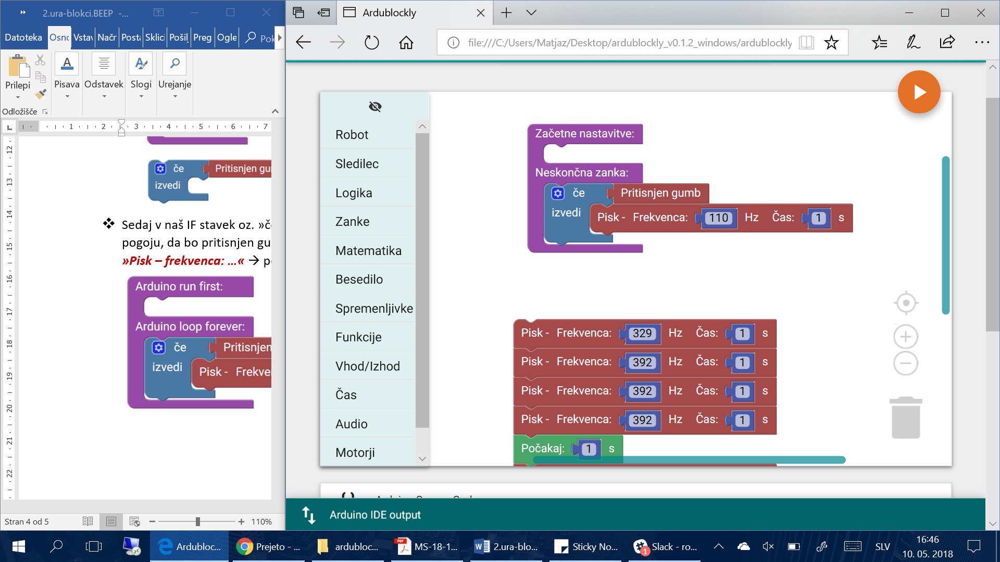 2.ura-blokci.BEEP -...
Datoteka
Osnc
Vstav
Načr
Posta
Sklici
Pošilj
Preg
Ogle
Pok
Prilepi
Pisava
Odstavek
Slogi
Urejanje
Odložišče
1 2 3 4 5 6 7
12
13
14
15
16
17
18
19
20
21
22
če
Pritisnjen gu
izvedi
Sedaj v naš IF stavek oz. »č
pogoju, da bo pritisnjen gu
»Pisk – frekvenca: ...« → p
Arduino run first:
Arduino loop forever:
če
Pritisnjen
izvedi
Pisk - Frekve
Stran 4 od 5
110%
Ardublockly
file:///C:/Users/Matjaz/Desktop/ardublockly_v0.1.2_windows/ardublockly
Robot
Sledilec
Logika
Zanke
Matematika
Besedilo
Spremenljivke
Funkcije
Vhod/Izhod
Čas
Audio
Motorji
Začetne nastavitve:
Neskončna zanka:
če
Pritisnjen gumb
izvedi
Pisk - Frekvenca: 110 Hz Čas: 1 s
Pisk - Frekvenca: 329 Hz Čas: 1 s
Pisk - Frekvenca: 392 Hz Čas: 1 s
Pisk - Frekvenca: 392 Hz Čas: 1 s
Pisk - Frekvenca: 392 Hz Čas: 1 s
Počakaj: 1 s
Arduino IDE output
Ardubloc...
Prejeto - ...
ardubloc...
PDF
MS-18-1...
2.ura-blo...
Sticky No...
1
Slack - ro...
SLV
16:46
10. 05. 2018